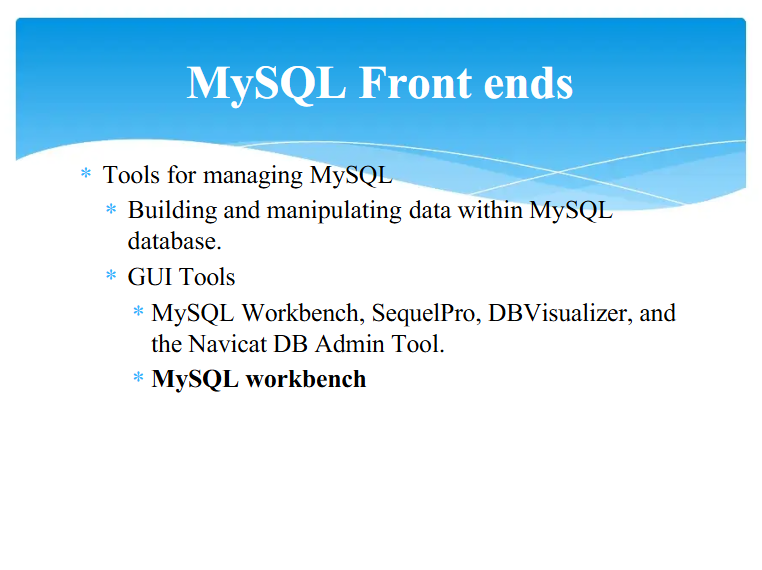 MySQL Front ends
* Tools for managing MySQL
* Building and manipulating data within MySQL
database.
* GUI Tools
* MySQL Workbench, SequelPro, DBVisualizer, and
the Navicat DB Admin Tool.
* MySQL workbench